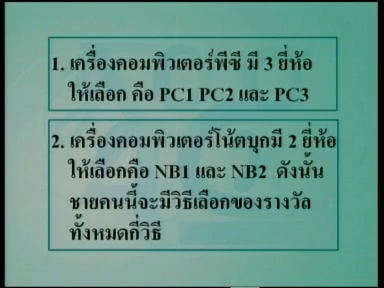 1. เครื่องคอมพิวเตอร์พีซี มี 3 ยี่ห้อ
ให้เลือก คือ PC1 PC2 และ PC3
2. เครื่องคอมพิวเตอร์โน้ตบุกมี 2 ยี่ห้อ
ให้เลือกคือ NB1 และ NB2 ดังนั้น
ชายคนนี้จะมีวิธีเลือกของรางวัล
ทั้งหมดกี่วิธี